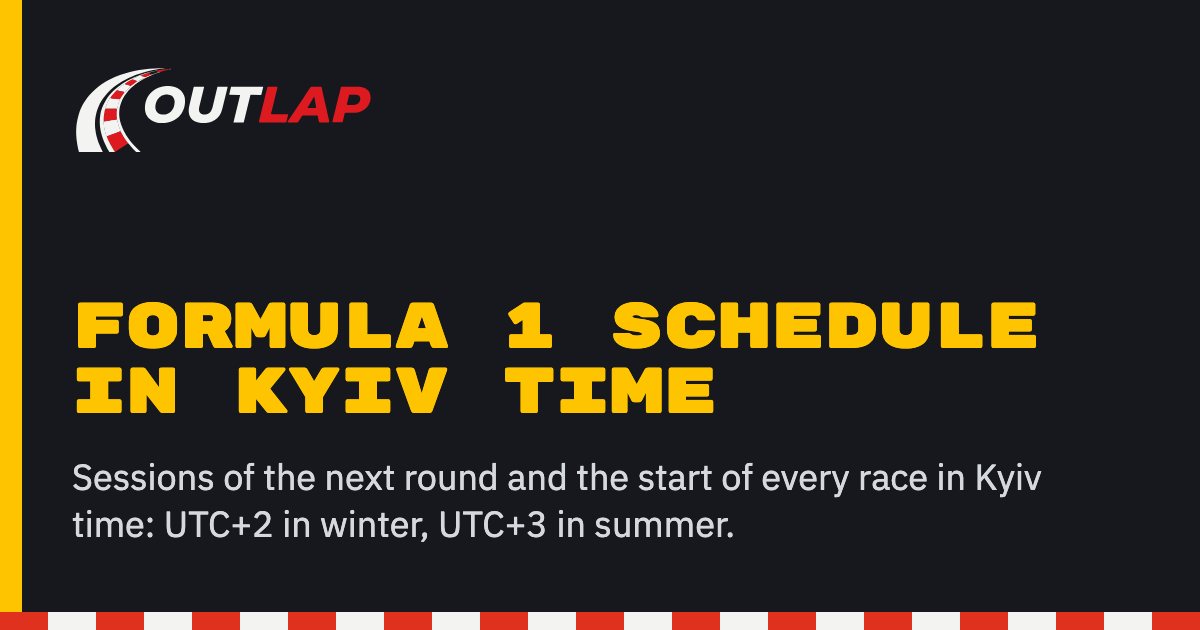 OUTLAP
FORMULA 1 SCHEDULE
IN KYIV TIME
Sessions of the next round and the start of every race in Kyiv
time: UTC+2 in winter, UTC+3 in summer.